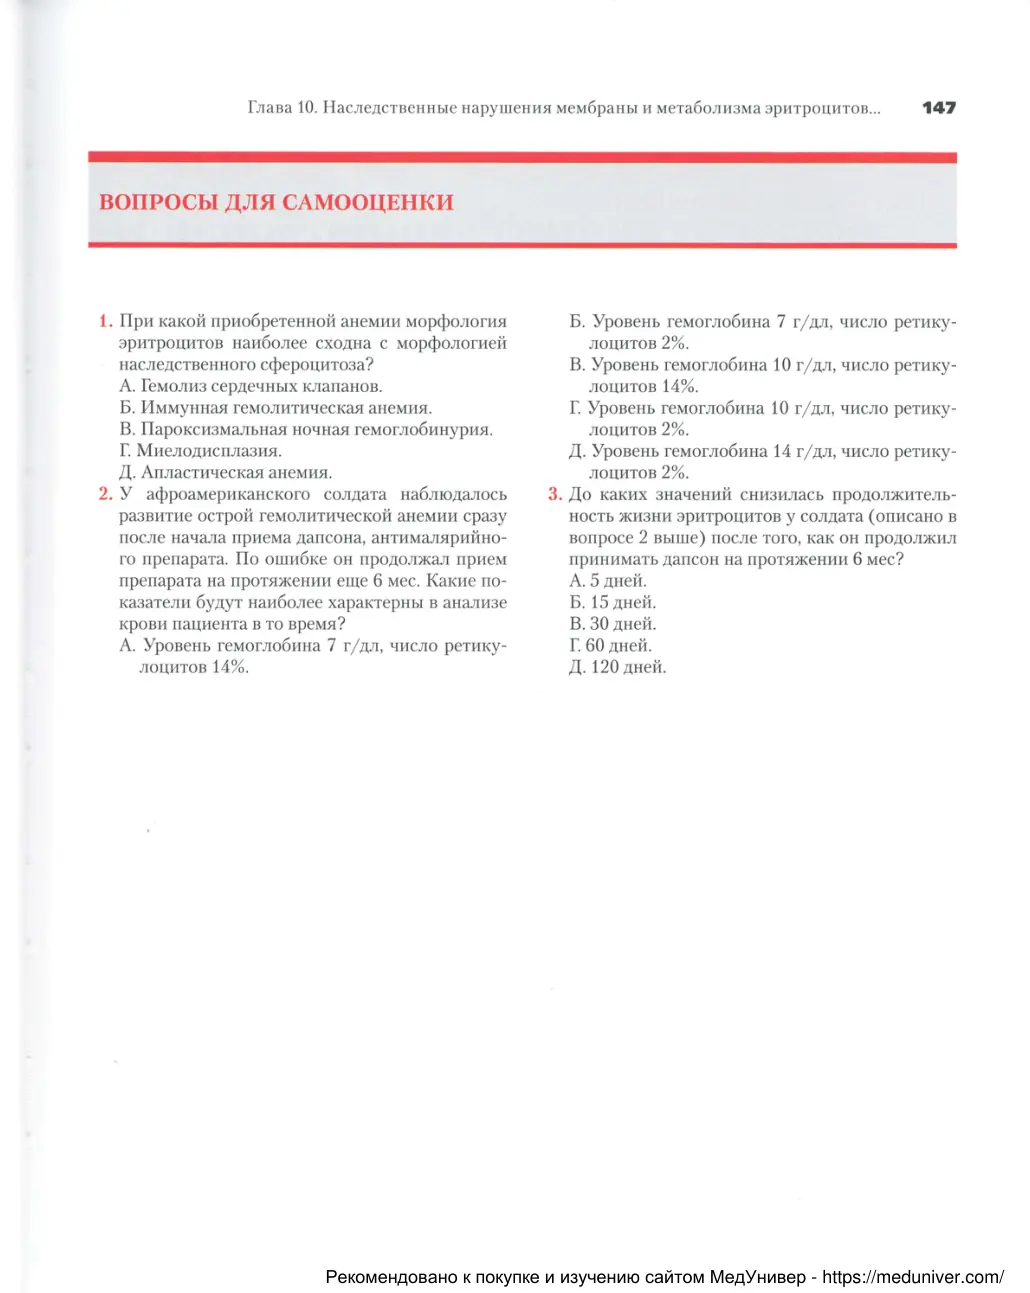 Глава 10. Наследственные нарушения мембраны и метаболизма эритроцитов... 147
ВОПРОСЫ ДЛЯ САМООЦЕНКИ
1. При какой приобретенной анемии морфология
эритроцитов наиболее сходна с морфологией
наследственного сфероцитоза?
А. Гемолиз сердечных клапанов.
Б. Иммунная гемолитическая анемия.
В. Пароксизмальная ночная гемоглобинурия.
Г. Миелодисплазия.
Д. Апластическая анемия.
2. У афроамериканского солдата наблюдалось
развитие острой гемолитической анемии сразу
после начала приема дапсона, антималярийно-
го препарата. По ошибке он продолжал прием
препарата на протяжении еще 6 мес. Какие по-
казатели будут наиболее характерны в анализе
крови пациента в то время?
А. Уровень гемоглобина 7 г/дл, число ретику-
лоцитов 14%.
Б. Уровень гемоглобина 7 г/дл, число ретику-
лоцитов 2%.
В. Уровень гемоглобина 10 г/дл, число ретику-
лоцитов 14%.
Г. Уровень гемоглобина 10 г/дл, число ретику-
лоцитов 2%.
Д. Уровень гемоглобина 14 г/дл, число ретику-
лоцитов 2%.
3. До каких значений снизилась продолжитель-
ность жизни эритроцитов у солдата (описано в
вопросе 2 выше) после того, как он продолжил
принимать дапсон на протяжении 6 мес?
А. 5 дней.
Б. 15 дней.
В. 30 дней.
Г. 60 дней.
Д. 120 дней.
Рекомендовано к покупке и изучению сайтом МедУнивер - https://meduniver.com/